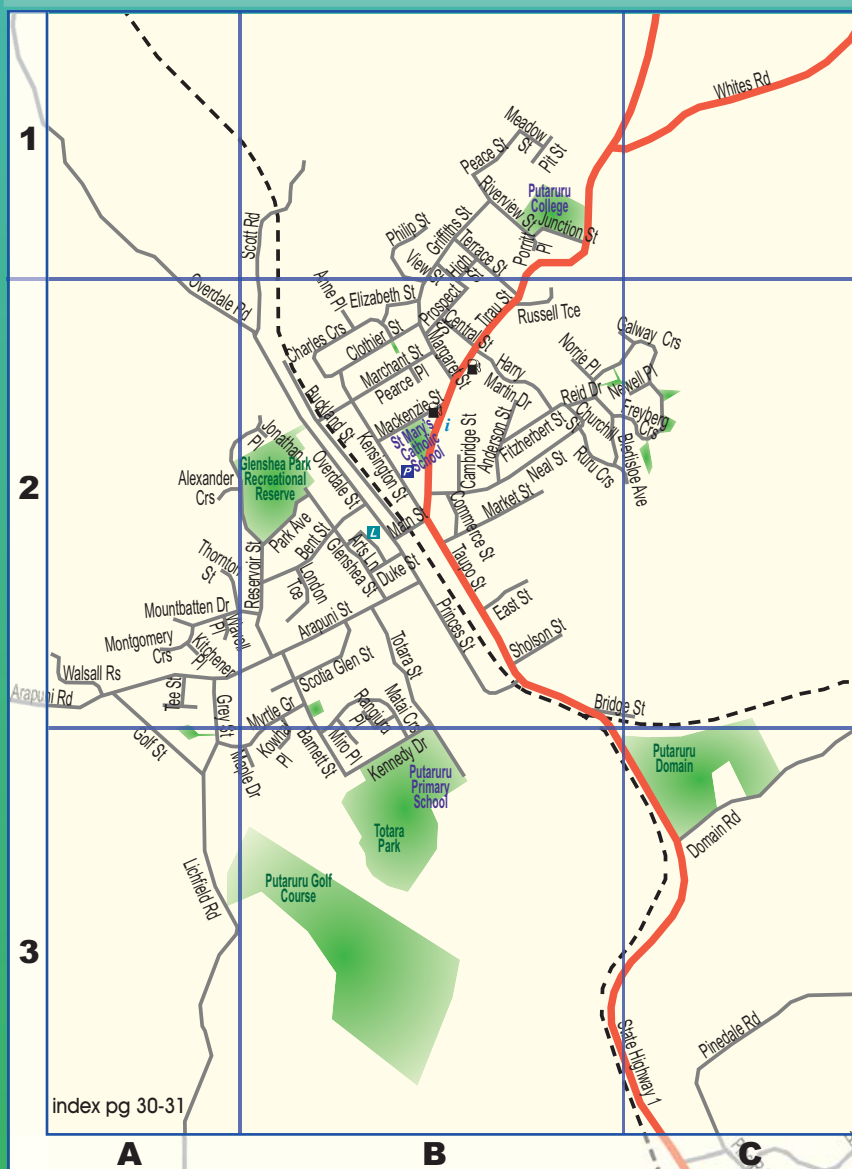 1
2
3
A
B
C
Whites Rd
Meadow
St
Pit St
Peace St
Putaruru
College
Riverview St
Junction St
Porritt
Pl
Philip St
Griffiths St
Terrace St
View
St
High
St
Scott Rd
Overdale Rd
Anne Pl
Elizabeth St
Prospect
St
Central St
Tirau St
Russell Tce
Charles Crs
Clothier St
Margaret St
Marchant St
Pearce Pl
Harry
Martin Dr
Norrie Pl
Galway Crs
Reid Dr
Newell Pl
Freyberg
Crs
Churchill
St
Bledisloe Ave
Ruru Crs
Buckland St
Mackenzie St
St Mary's
Catholic
School
i
P
Kensington St
Cambridge St
Anderson St
Fitzherbert St
Neal St
Market St
Commerce St
Jonathan
Pl
Glenshea Park
Recreational
Reserve
Alexander
Crs
Overdale St
L
Main St
Park Ave
Bent St
Aris Ln
Glenshea St
Duke St
Thornton
St
Reservoir St
London
Tce
Taupo St
East St
Sholson St
Princes St
Mountbatten Dr
Wavell
Pl
Montgomery
Crs
Kitchener
Pl
Arapuni St
Totara St
Walsall Rs
Arapuni Rd
Tee St
Grey St
Scotia Glen St
Myrtle Gr
Rangiura
Pl
Matai Crs
Bridge St
Golf St
Maple Dr
Kowhai
Pl
Barnett St
Miro Pl
Kennedy Dr
Putaruru
Primary
School
Putaruru
Domain
Domain Rd
Totara
Park
Putaruru Golf
Course
Lichfield Rd
State Highway 1
Pinedale Rd
index pg 30-31